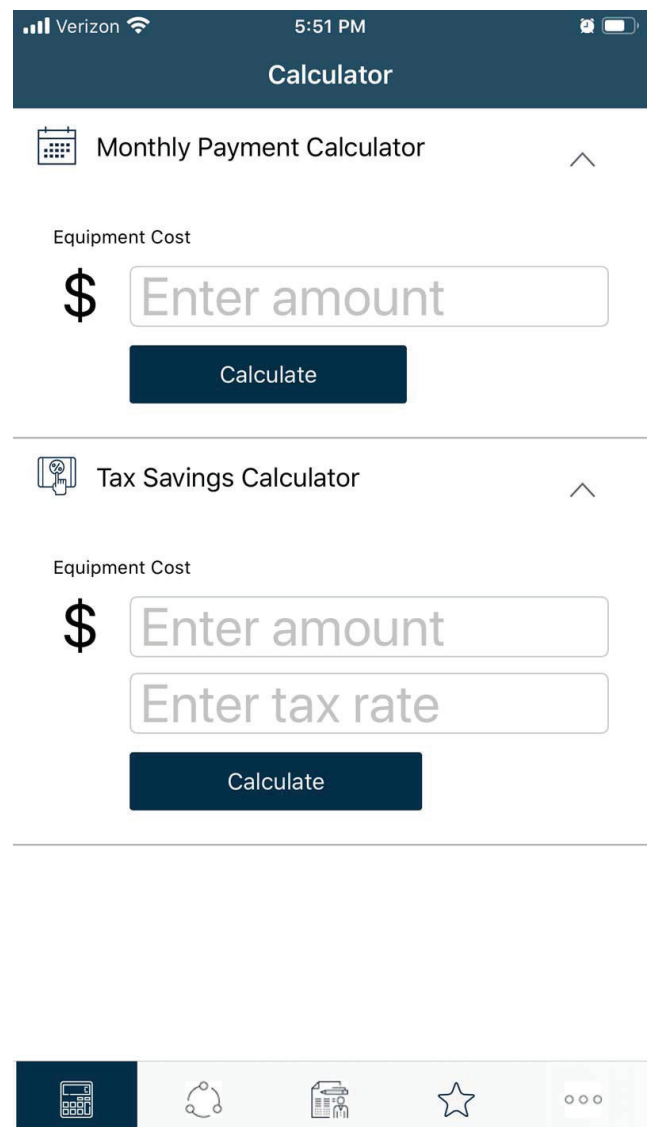 Verizon 5:51 PM
Calculator
Monthly Payment Calculator
Equipment Cost
$ Enter amount
Calculate
Tax Savings Calculator
Equipment Cost
$ Enter amount
Enter tax rate
Calculate